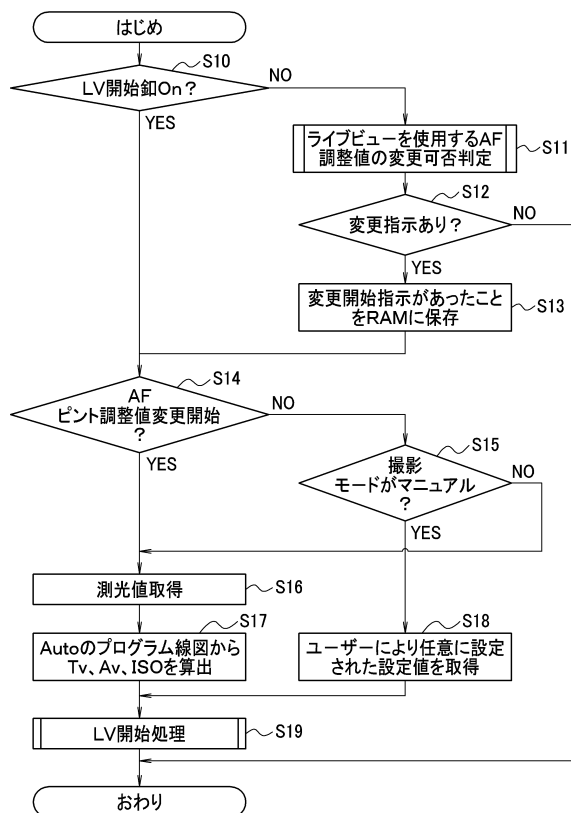 はじめ
S10
LV開始釦On?
NO
YES
ライブビューを使用するAF
調整値の変更可否判定
S11
S12
変更指示あり?
NO
YES
変更開始指示があったこと
をRAMに保存
S13
S14
AF
ピント調整値変更開始
?
NO
YES
S15
撮影
モードがマニュアル
?
NO
YES
測光値取得
S16
S17
Autoのプログラム線図から
Tv、Av、ISOを算出
S18
ユーザーにより任意に設定
された設定値を取得
LV開始処理
S19
おわり